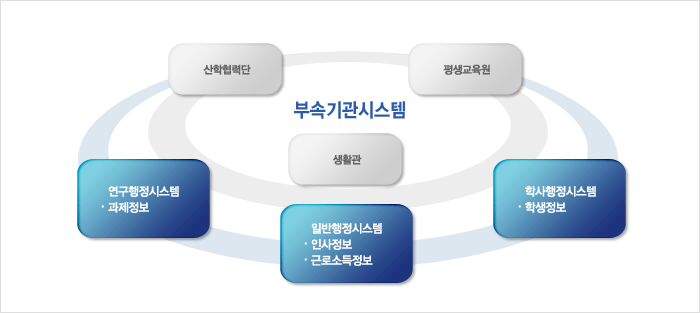 산학협력단
평생교육원
부속기관시스템
생활관
연구행정시스템
· 과제정보
학사행정시스템
· 학생정보
일반행정시스템
· 인사정보
· 근로소득정보